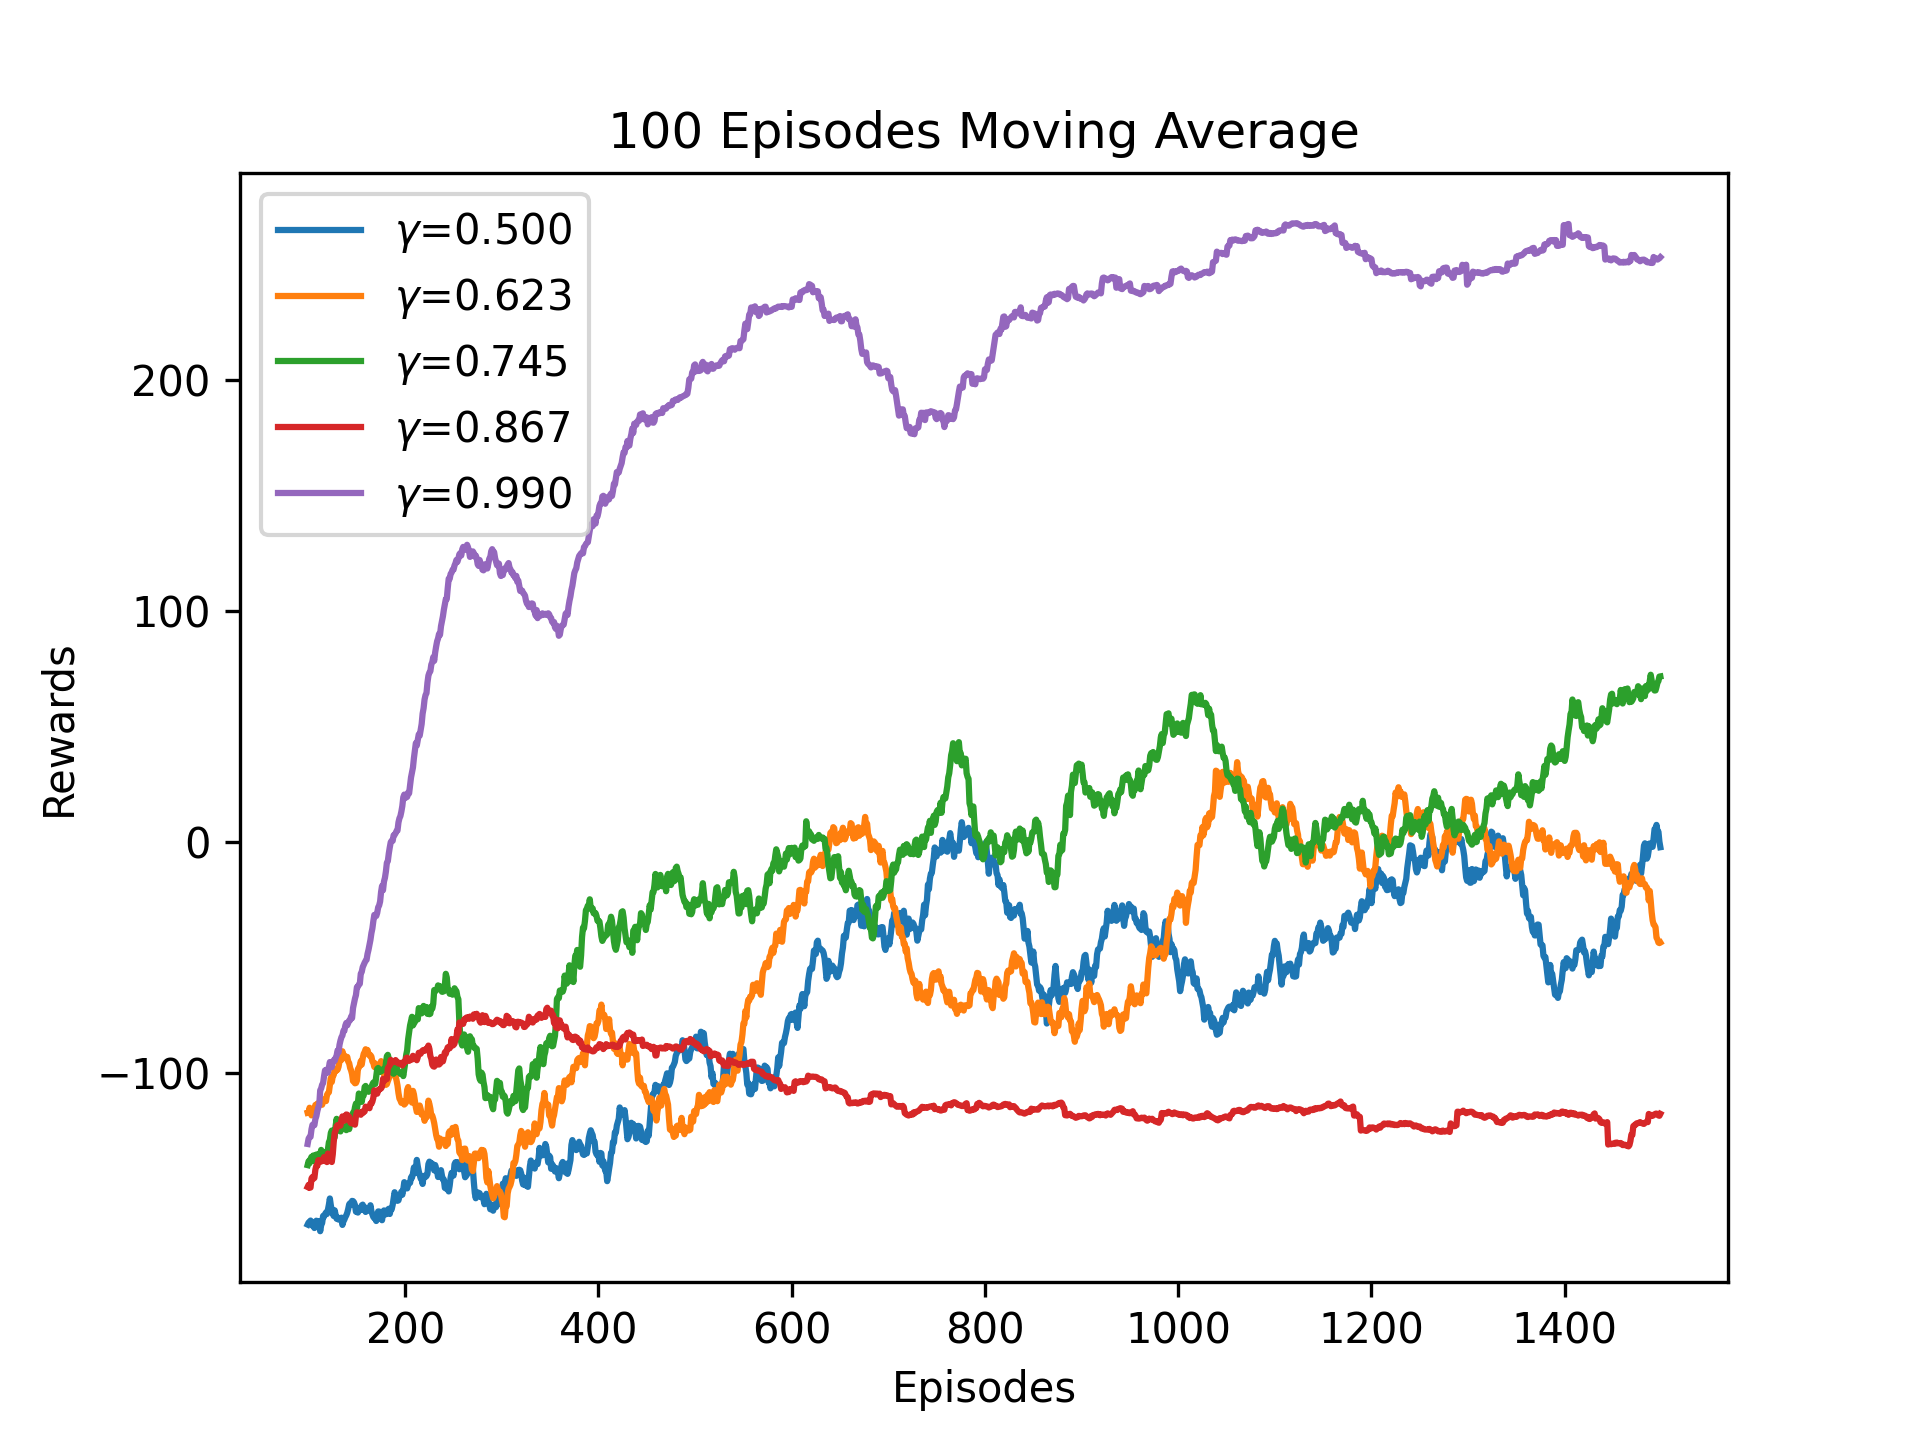 100 Episodes Moving Average
γ=0.500
γ=0.623
γ=0.745
γ=0.867
γ=0.990
200
100
0
−100
Rewards
200 400 600 800 1000 1200 1400
Episodes